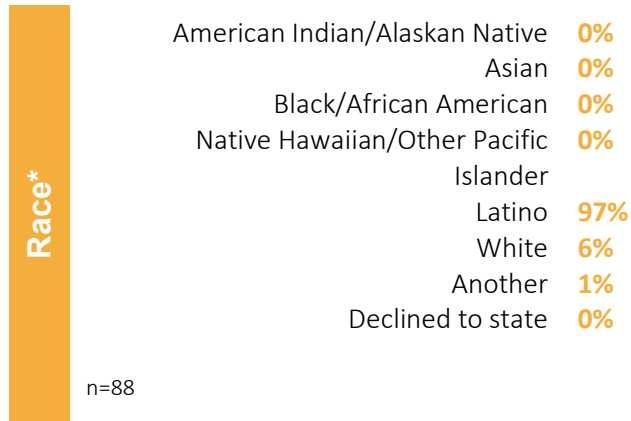 Race*
American Indian/Alaskan Native 0%
Asian 0%
Black/African American 0%
Native Hawaiian/Other Pacific 0%
Islander
Latino 97%
White 6%
Another 1%
Declined to state 0%
n=88